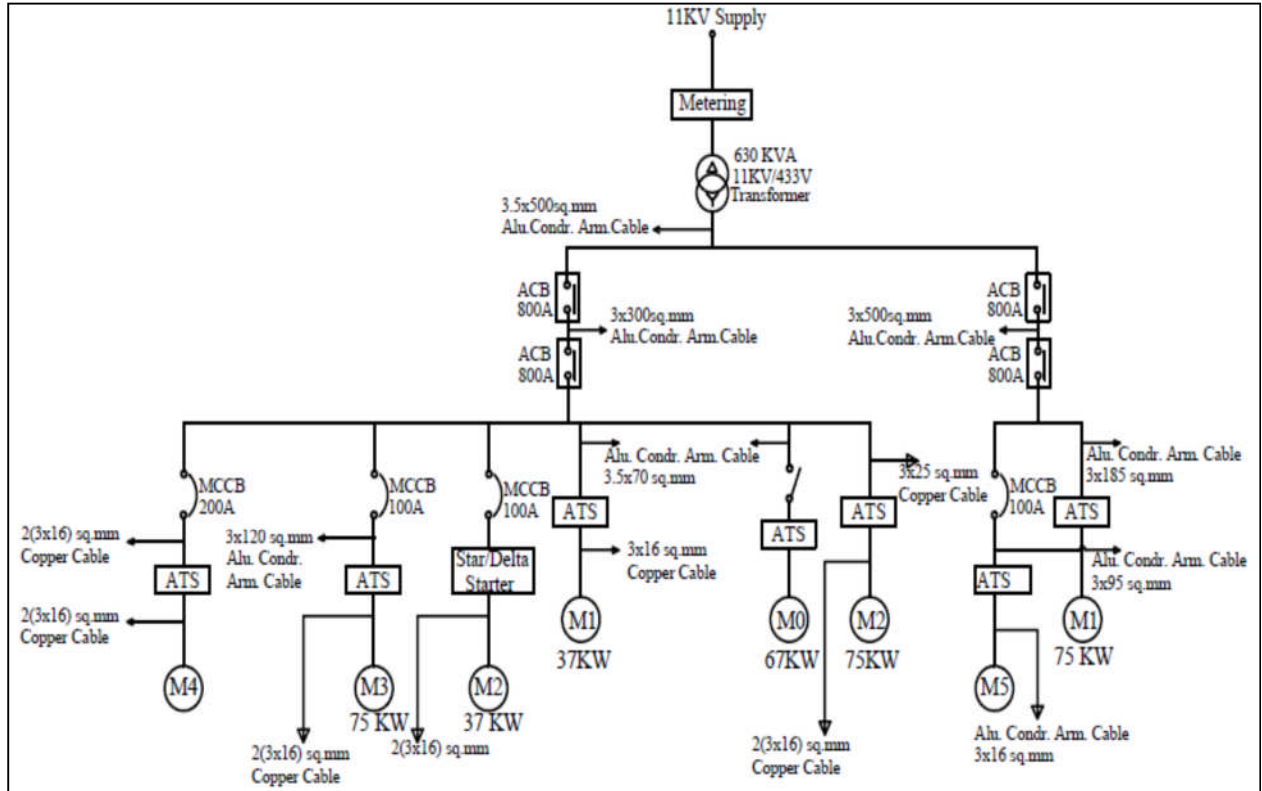 11KV Supply
Metering
630 KVA
11KV/433V
Transformer
3.5x500sq.mm
Alu.Condr. Arm.Cable
ACB
800A
3x300sq.mm
Alu.Condr. Arm.Cable
ACB
800A
ACB
800A
3x500sq.mm
Alu.Condr. Arm.Cable
ACB
800A
MCCB
200A
2(3x16) sq.mm
Copper Cable
ATS
2(3x16) sq.mm
Copper Cable
M4
MCCB
100A
3x120 sq.mm
Alu. Condr.
Arm. Cable
ATS
M3
75 KW
2(3x16) sq.mm
Copper Cable
MCCB
100A
Star/Delta
Starter
M2
37 KW
2(3x16) sq.mm
Alu. Condr. Arm. Cable
3.5x70 sq.mm
ATS
3x16 sq.mm
Copper Cable
M1
37KW
ATS
M0
67KW
3x25 sq.mm
Copper Cable
ATS
M2
75KW
2(3x16) sq.mm
Copper Cable
MCCB
100A
Alu. Condr. Arm. Cable
3x185 sq.mm
ATS
ATS
Alu. Condr. Arm. Cable
3x95 sq.mm
M1
75 KW
M5
Alu. Condr. Arm. Cable
3x16 sq.mm